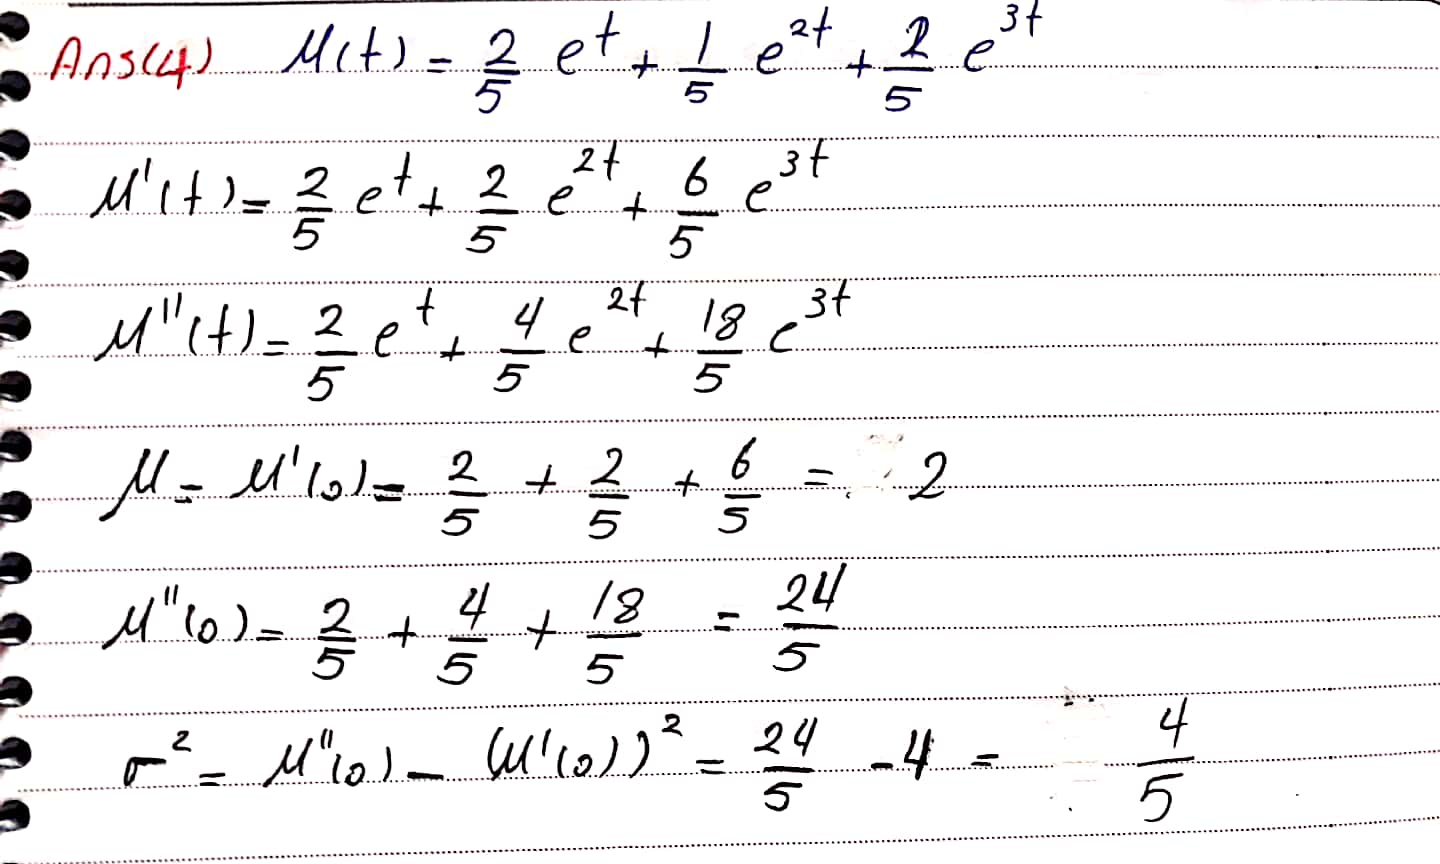 Ans(4) M(t) = 2/5 e^t + 1/5 e^2t + 2/5 e^3t
M'(t) = 2/5 e^t + 2/5 e^2t + 6/5 e^3t
M''(t) = 2/5 e^t + 4/5 e^2t + 18/5 e^3t
μ = M'(0) = 2/5 + 2/5 + 6/5 = 2
M''(0) = 2/5 + 4/5 + 18/5 = 24/5
σ² = M''(0) - (M'(0))² = 24/5 - 4 = 4/5